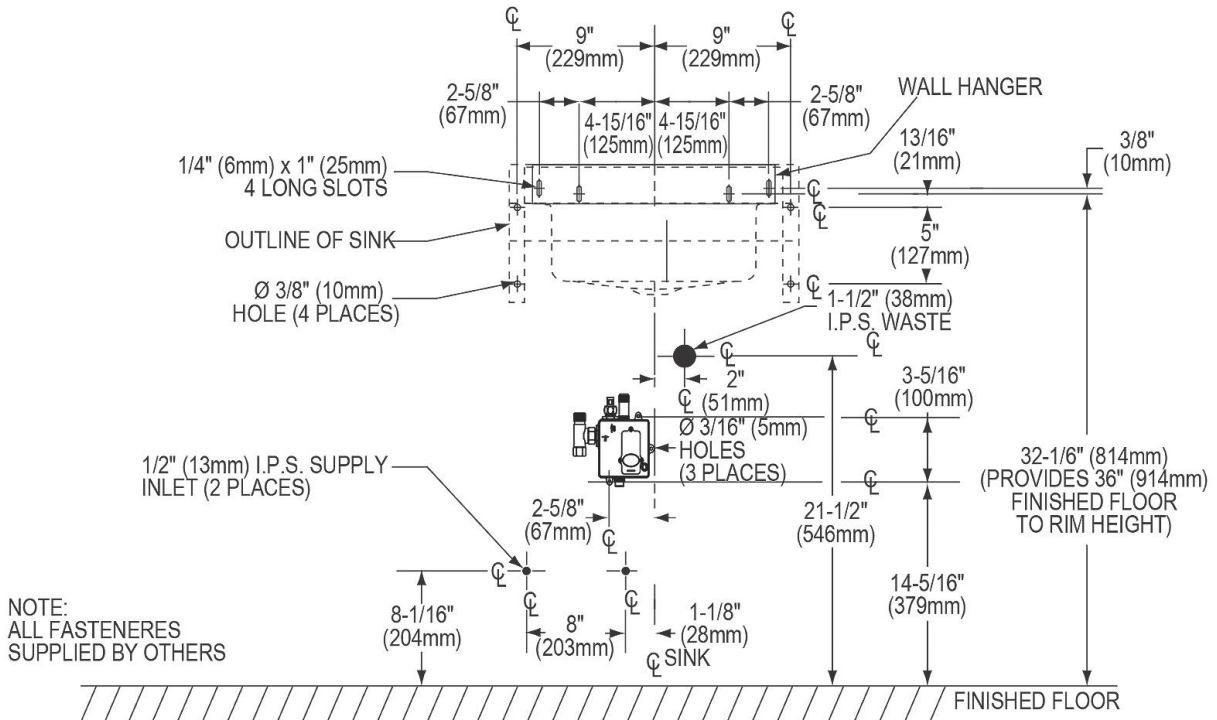 ℄
℄
9"
(229mm)
9"
(229mm)
2-5/8"
(67mm)
4-15/16"
(125mm)
4-15/16"
(125mm)
2-5/8"
(67mm)
WALL HANGER
13/16"
(21mm)
3/8"
(10mm)
1/4" (6mm) x 1" (25mm)
4 LONG SLOTS
℄
℄
OUTLINE OF SINK
5"
(127mm)
Ø 3/8" (10mm)
HOLE (4 PLACES)
℄
1-1/2" (38mm)
I.P.S. WASTE
℄
℄
2"
(51mm)
℄
3-5/16"
(100mm)
℄
Ø 3/16" (5mm)
HOLES
(3 PLACES)
32-1/6" (814mm)
(PROVIDES 36" (914mm)
FINISHED FLOOR
TO RIM HEIGHT)
1/2" (13mm) I.P.S. SUPPLY
INLET (2 PLACES)
℄
2-5/8"
(67mm)
℄
21-1/2"
(546mm)
14-5/16"
(379mm)
℄
℄
℄
8-1/16"
(204mm)
8"
(203mm)
1-1/8"
(28mm)
℄ SINK
NOTE:
ALL FASTENERES
SUPPLIED BY OTHERS
FINISHED FLOOR